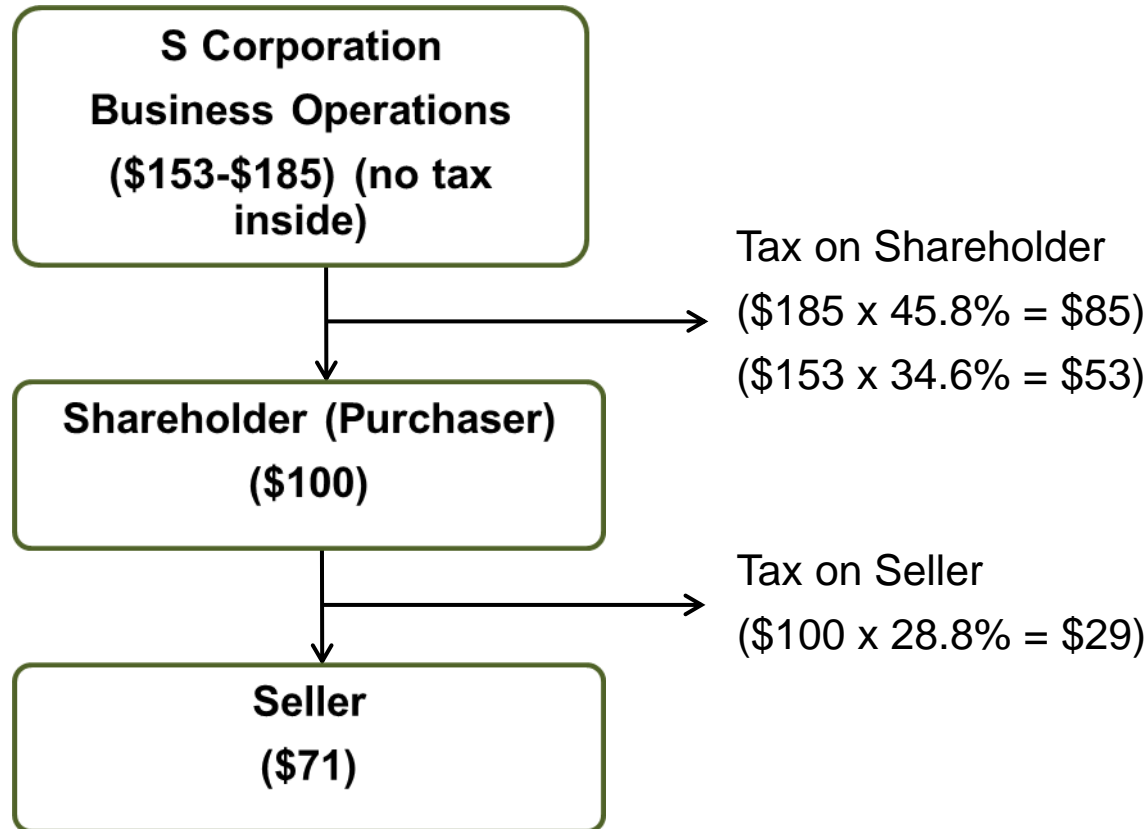 S Corporation
Business Operations
($153-$185) (no tax
inside)
Tax on Shareholder
($185 x 45.8% = $85)
($153 x 34.6% = $53)
Shareholder (Purchaser)
($100)
Tax on Seller
($100 x 28.8% = $29)
Seller
($71)